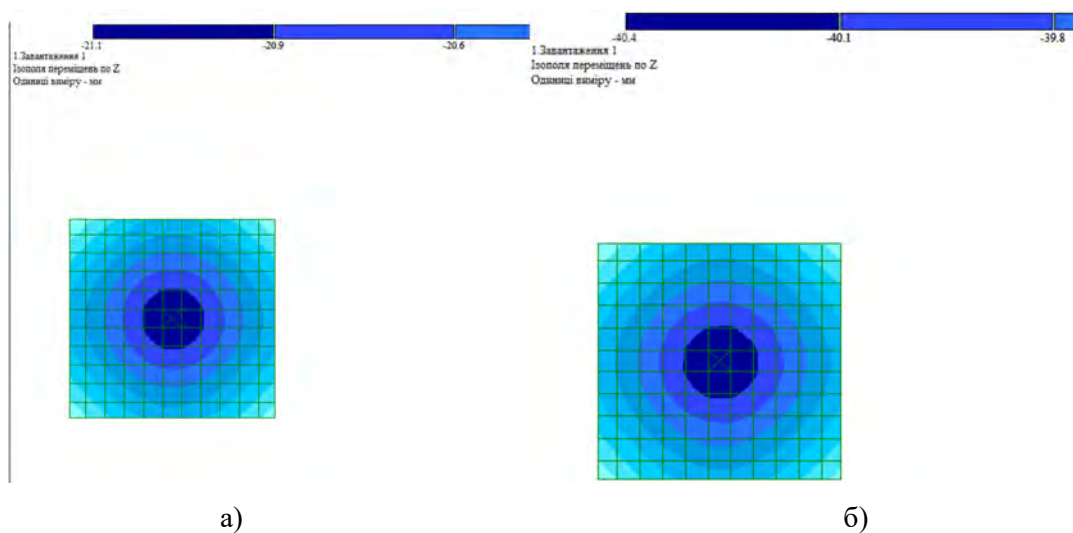 -21.1 -20.9 -20.6
1.Завантаження 1
Ізополя переміщень по Z
Одиниці виміру - мм
-40.4 -40.1 -39.8
1.Завантаження 1
Ізополя переміщень по Z
Одиниці виміру - мм
а) б)